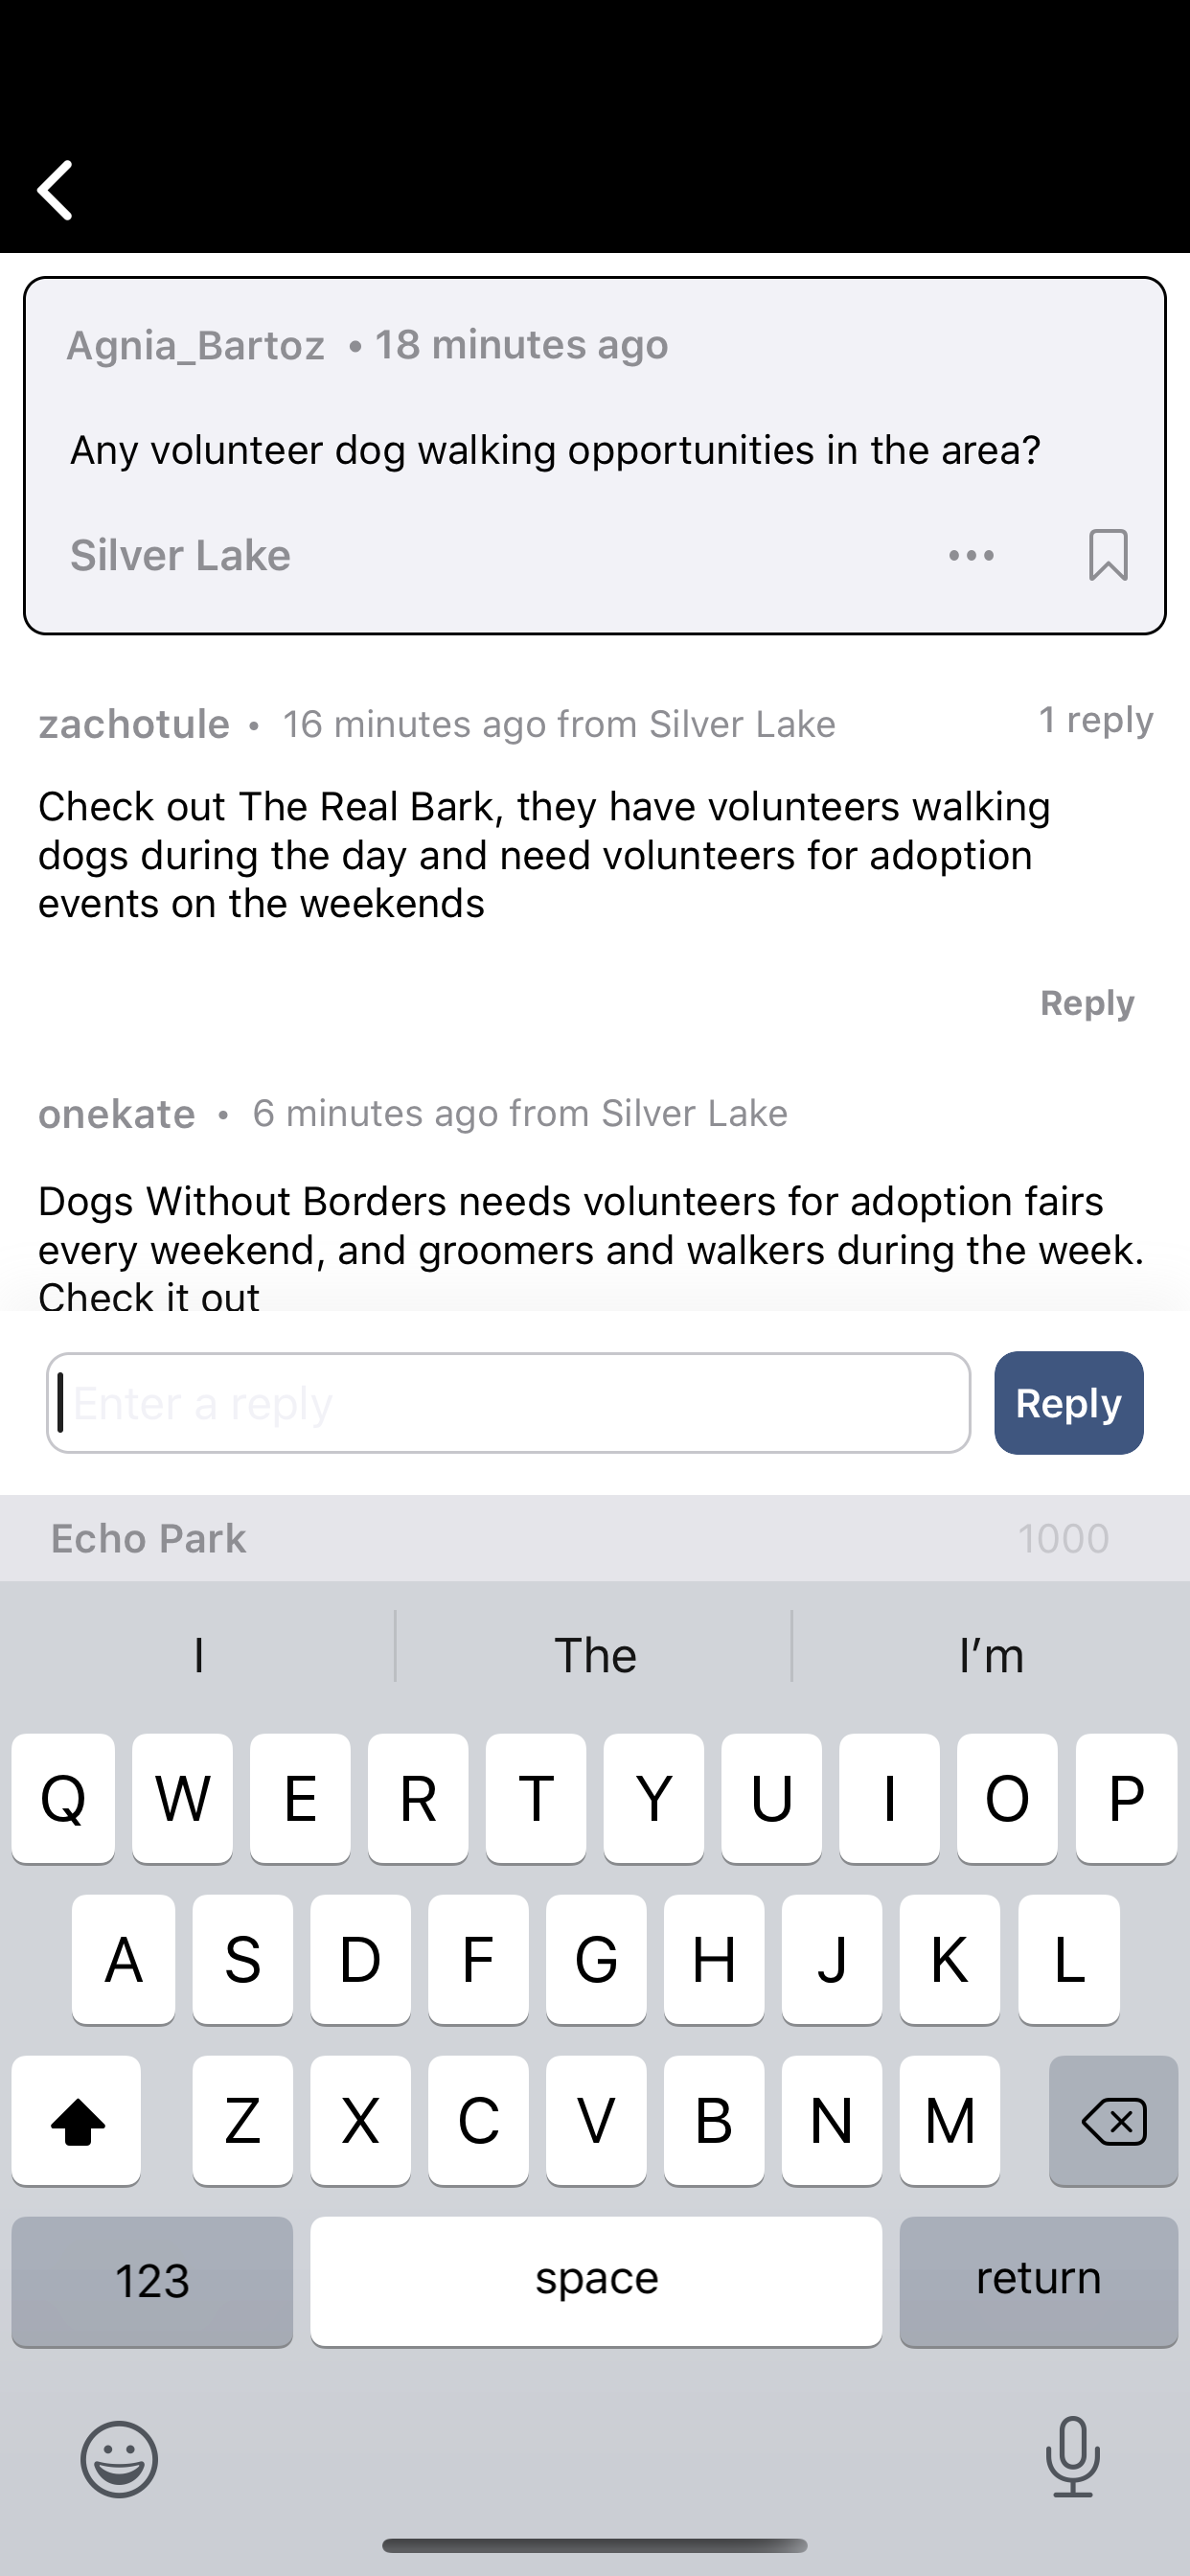 Agnia_Bartoz • 18 minutes ago
Any volunteer dog walking opportunities in the area?
Silver Lake
zachotule • 16 minutes ago from Silver Lake 1 reply
Check out The Real Bark, they have volunteers walking
dogs during the day and need volunteers for adoption
events on the weekends
Reply
onekate • 6 minutes ago from Silver Lake
Dogs Without Borders needs volunteers for adoption fairs
every weekend, and groomers and walkers during the week.
Check it out
Enter a reply Reply
Echo Park 1000
I The I’m
Q W E R T Y U I O P
A S D F G H J K L
Z X C V B N M
123 space return